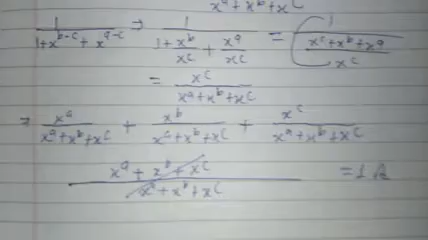 x^a + x^b + x^c
1/(1+x^(b-c) + x^(a-c)) → 1/(1 + x^b/x^c + x^a/x^c) = 1/((x^c + x^b + x^a)/x^c)
= x^c/(x^a + x^b + x^c)
⇒ x^a/(x^a + x^b + x^c) + x^b/(x^a + x^b + x^c) + x^c/(x^a + x^b + x^c)
(x^a + x^b + x^c)/(x^a + x^b + x^c) = 1